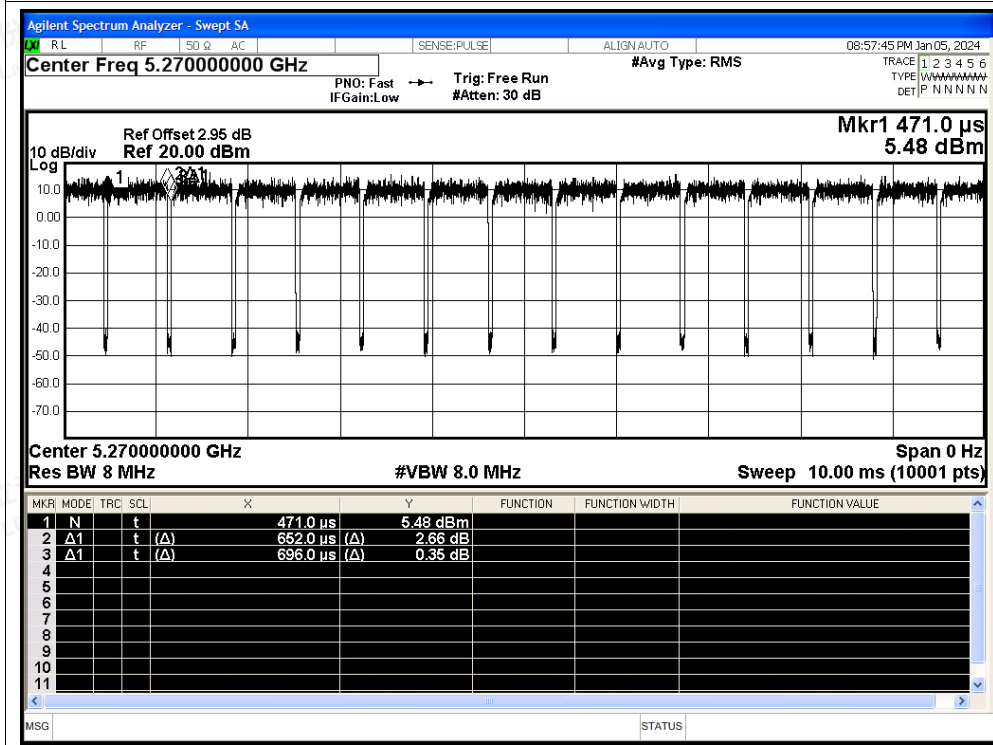 Agilent Spectrum Analyzer - Swept SA
LXI RL RF 50 Ω AC SENSE:PULSE ALIGN AUTO 08:57:45 PM Jan 05, 2024
Center Freq 5.270000000 GHz #Avg Type: RMS TRACE 1 2 3 4 5 6
PNO: Fast Trig: Free Run TYPE WWWWWW
IFGain:Low #Atten: 30 dB DET P N N N N N
Mkr1 471.0 µs
Ref Offset 2.95 dB
10 dB/div Ref 20.00 dBm 5.48 dBm
Log
1
10.0
0.00
-10.0
-20.0
-30.0
-40.0
-50.0
-60.0
-70.0
Center 5.270000000 GHz Span 0 Hz
Res BW 8 MHz #VBW 8.0 MHz Sweep 10.00 ms (10001 pts)
MKR MODE TRC SCL X Y FUNCTION FUNCTION WIDTH FUNCTION VALUE
1 N t 471.0 µs 5.48 dBm
2 Δ1 t (Δ) 652.0 µs (Δ) 2.66 dB
3 Δ1 t (Δ) 696.0 µs (Δ) 0.35 dB
4
5
6
7
8
9
10
11
MSG STATUS